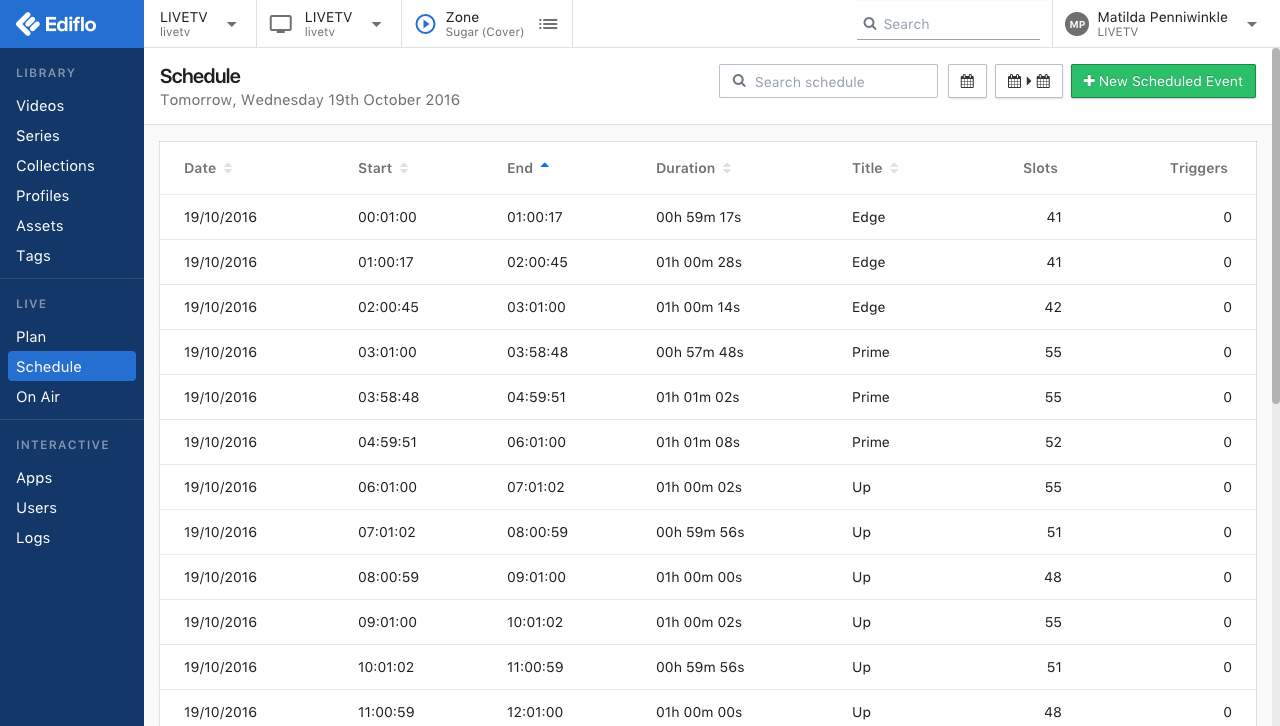 Ediflo
LIVETV
livetv
LIVETV
livetv
Zone
Sugar (Cover)
Search
MP
Matilda Penniwinkle
LIVETV
LIBRARY
Videos
Series
Collections
Profiles
Assets
Tags
LIVE
Plan
Schedule
On Air
INTERACTIVE
Apps
Users
Logs
Schedule
Tomorrow, Wednesday 19th October 2016
Search schedule
New Scheduled Event
Date Start End Duration Title Slots Triggers
19/10/2016 00:01:00 01:00:17 00h 59m 17s Edge 41 0
19/10/2016 01:00:17 02:00:45 01h 00m 28s Edge 41 0
19/10/2016 02:00:45 03:01:00 01h 00m 14s Edge 42 0
19/10/2016 03:01:00 03:58:48 00h 57m 48s Prime 55 0
19/10/2016 03:58:48 04:59:51 01h 01m 02s Prime 55 0
19/10/2016 04:59:51 06:01:00 01h 01m 08s Prime 52 0
19/10/2016 06:01:00 07:01:02 01h 00m 02s Up 55 0
19/10/2016 07:01:02 08:00:59 00h 59m 56s Up 51 0
19/10/2016 08:00:59 09:01:00 01h 00m 00s Up 48 0
19/10/2016 09:01:00 10:01:02 01h 00m 02s Up 55 0
19/10/2016 10:01:02 11:00:59 00h 59m 56s Up 51 0
19/10/2016 11:00:59 12:01:00 01h 00m 00s Up 48 0